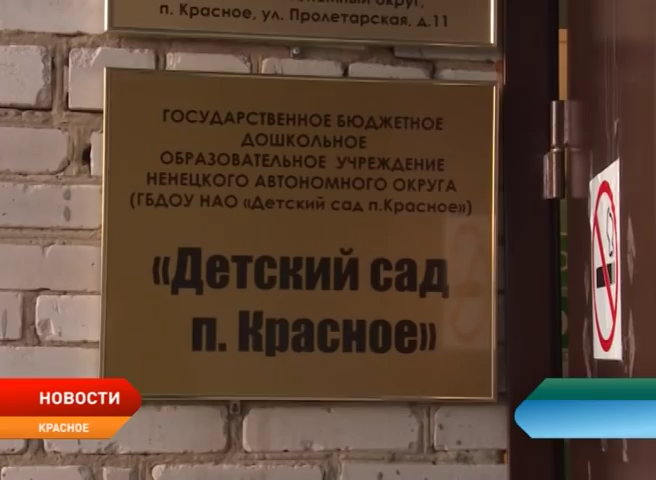 п. Красное, ул. Пролетарская, д.11
ГОСУДАРСТВЕННОЕ БЮДЖЕТНОЕ
ДОШКОЛЬНОЕ
ОБРАЗОВАТЕЛЬНОЕ УЧРЕЖДЕНИЕ
НЕНЕЦКОГО АВТОНОМНОГО ОКРУГА
(ГБДОУ НАО «Детский сад п.Красное»)
«Детский сад
п. Красное»
НОВОСТИ
КРАСНОЕ